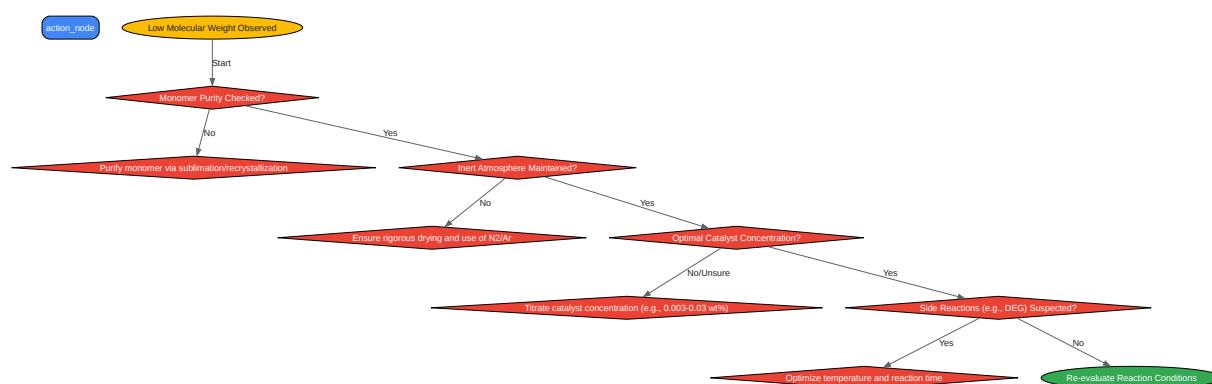 action_node
Low Molecular Weight Observed
Start
Monomer Purity Checked?
No
Yes
Purify monomer via sublimation/recrystallization
Inert Atmosphere Maintained?
No
Yes
Ensure rigorous drying and use of N2/Ar
Optimal Catalyst Concentration?
No/Unsure
Yes
Titrate catalyst concentration (e.g., 0.003-0.03 wt%)
Side Reactions (e.g., DEG) Suspected?
Yes
No
Optimize temperature and reaction time
Re-evaluate Reaction Conditions